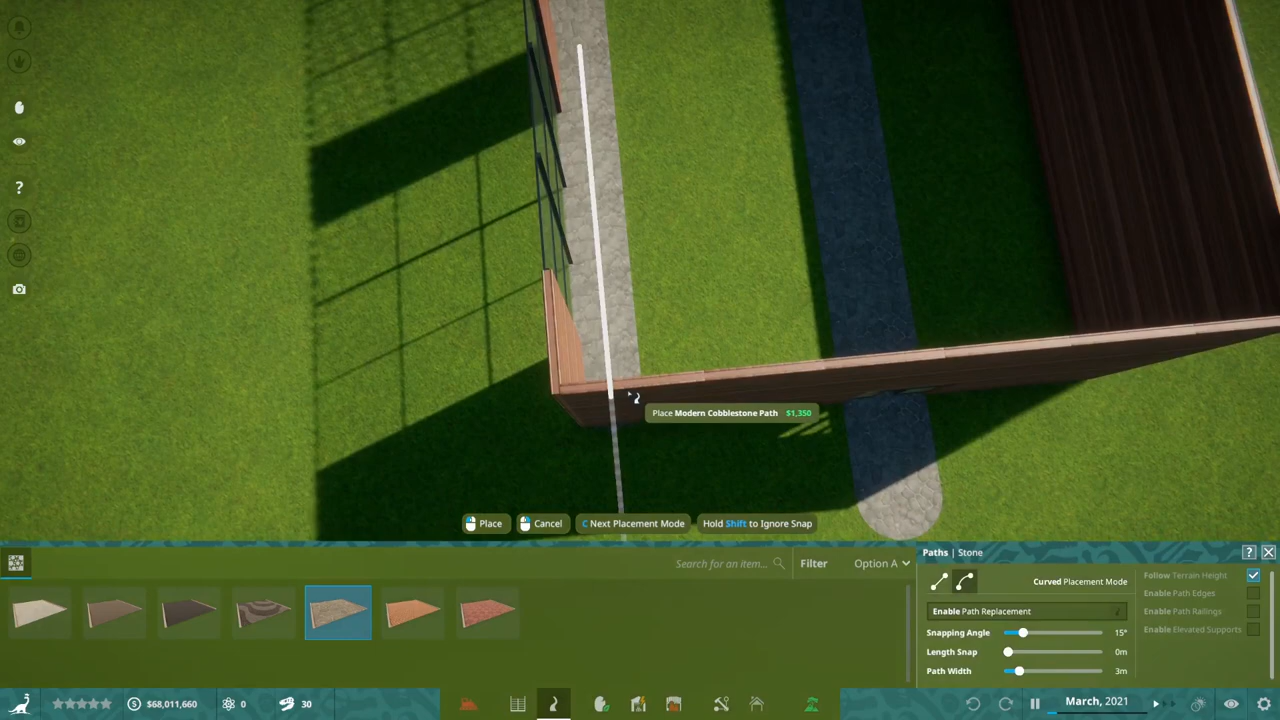 ?
Place Modern Cobblestone Path $1,350
Place
Cancel
C Next Placement Mode
Hold Shift to Ignore Snap
Search for an item...
Filter
Option A
Paths | Stone
?
Curved Placement Mode
Enable Path Replacement
Snapping Angle 15°
Length Snap 0m
Path Width 3m
Follow Terrain Height
Enable Path Edges
Enable Path Railings
Enable Elevated Supports
$68,011,660
0
30
March, 2021